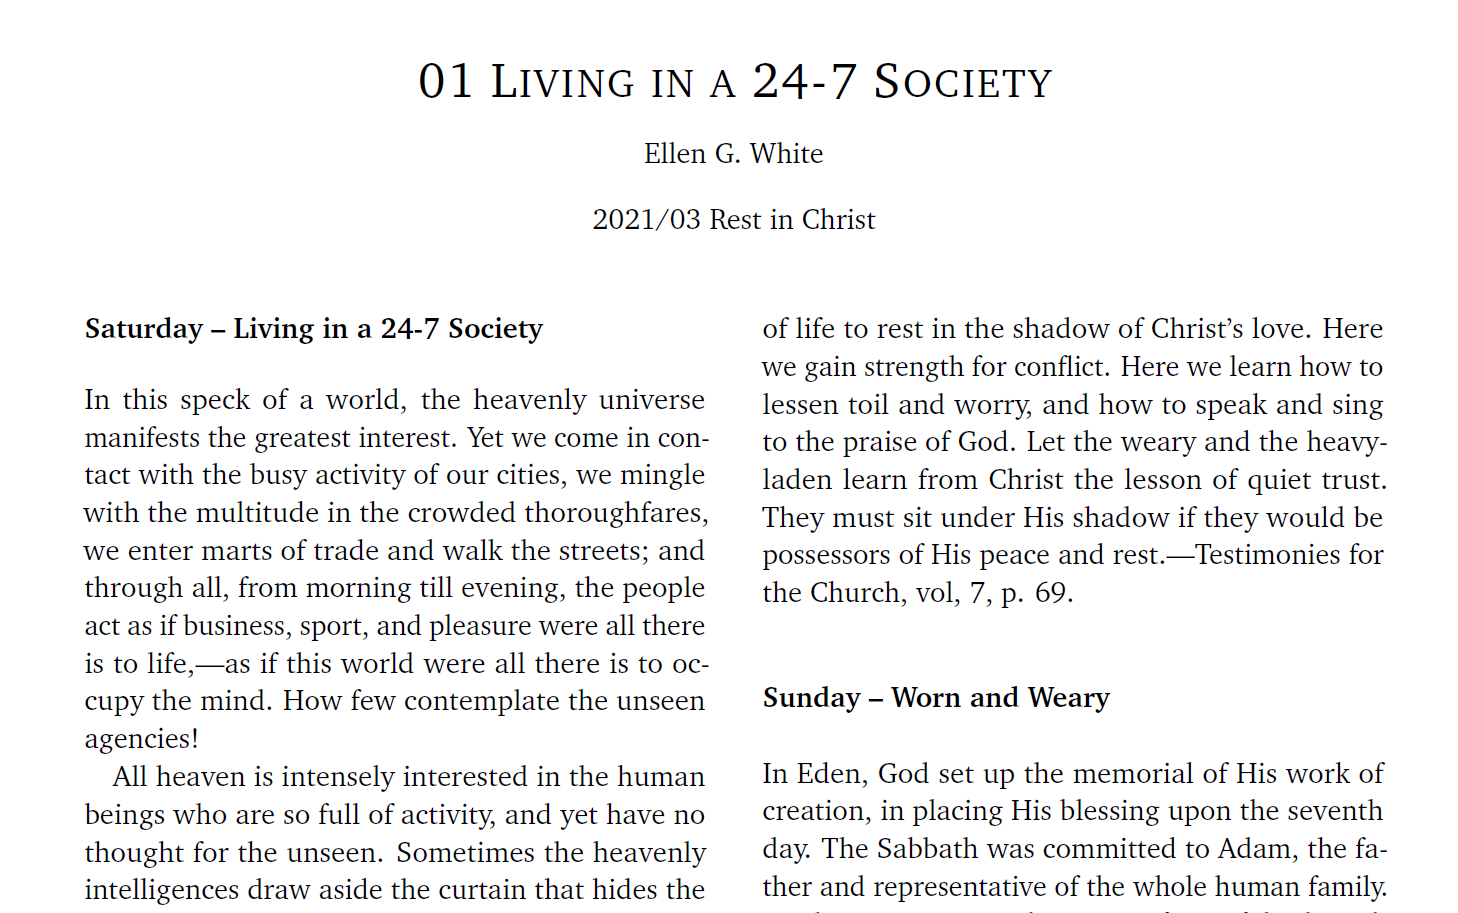 01 Living in a 24-7 Society
Ellen G. White
2021/03 Rest in Christ
Saturday – Living in a 24-7 Society
In this speck of a world, the heavenly universe
manifests the greatest interest. Yet we come in con-
tact with the busy activity of our cities, we mingle
with the multitude in the crowded thoroughfares,
we enter marts of trade and walk the streets; and
through all, from morning till evening, the people
act as if business, sport, and pleasure were all there
is to life,—as if this world were all there is to oc-
cupy the mind. How few contemplate the unseen
agencies!
All heaven is intensely interested in the human
beings who are so full of activity, and yet have no
thought for the unseen. Sometimes the heavenly
intelligences draw aside the curtain that hides the
of life to rest in the shadow of Christ’s love. Here
we gain strength for conflict. Here we learn how to
lessen toil and worry, and how to speak and sing
to the praise of God. Let the weary and the heavy-
laden learn from Christ the lesson of quiet trust.
They must sit under His shadow if they would be
possessors of His peace and rest.—Testimonies for
the Church, vol, 7, p. 69.
Sunday – Worn and Weary
In Eden, God set up the memorial of His work of
creation, in placing His blessing upon the seventh
day. The Sabbath was committed to Adam, the fa-
ther and representative of the whole human family.